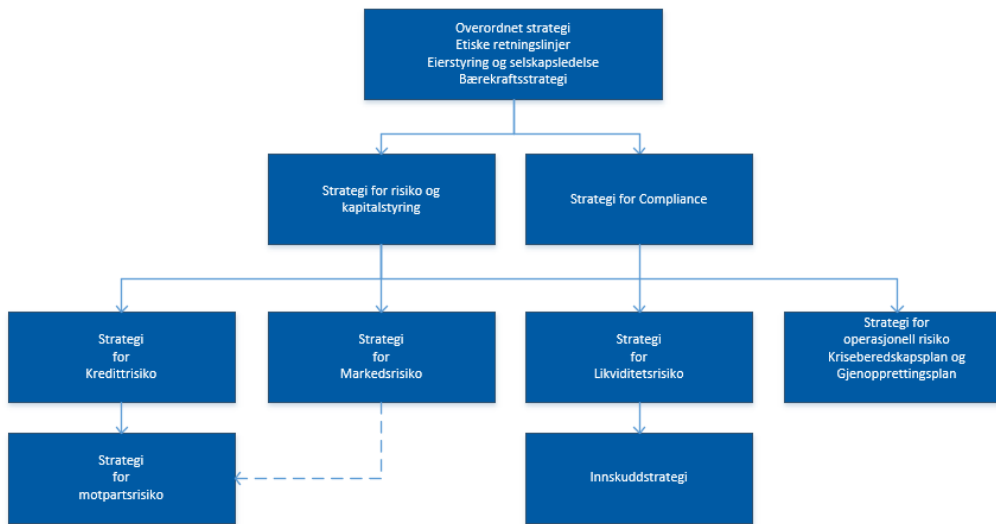 Overordnet strategi
Etiske retningslinjer
Eierstyring og selskapsledelse
Bærekraftsstrategi
Strategi for risiko og
kapitalstyring
Strategi for Compliance
Strategi
for
Kredittrisiko
Strategi
for
Markedsrisiko
Strategi
for
Likviditetsrisiko
Strategi for
operasjonell risiko
Kriseberedskapsplan og
Gjenopprettingsplan
Strategi
for
motpartsrisiko
Innskuddstrategi